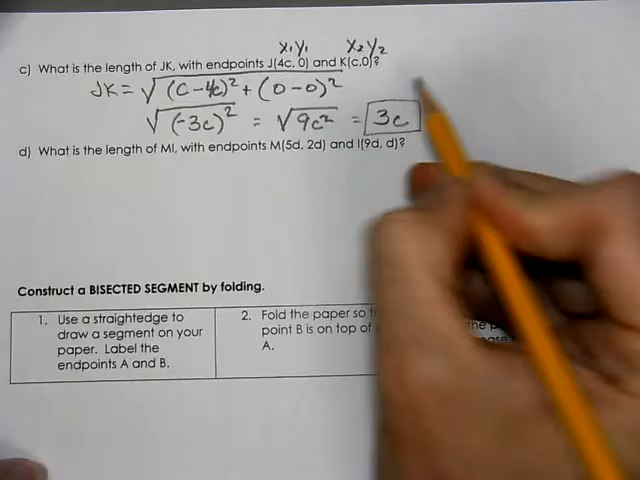 x₁ y₁ x₂ y₂
c) What is the length of JK, with endpoints J(4c, 0) and K(c,0)?
JK = √(c-4c)² + (0-0)²
√(-3c)² = √9c² = 3c
d) What is the length of MI, with endpoints M(5d, 2d) and I(9d, d)?
Construct a BISECTED SEGMENT by folding.
1. Use a straightedge to
draw a segment on your
paper. Label the
endpoints A and B.
2. Fold the paper so
point B is on top of
A.
the